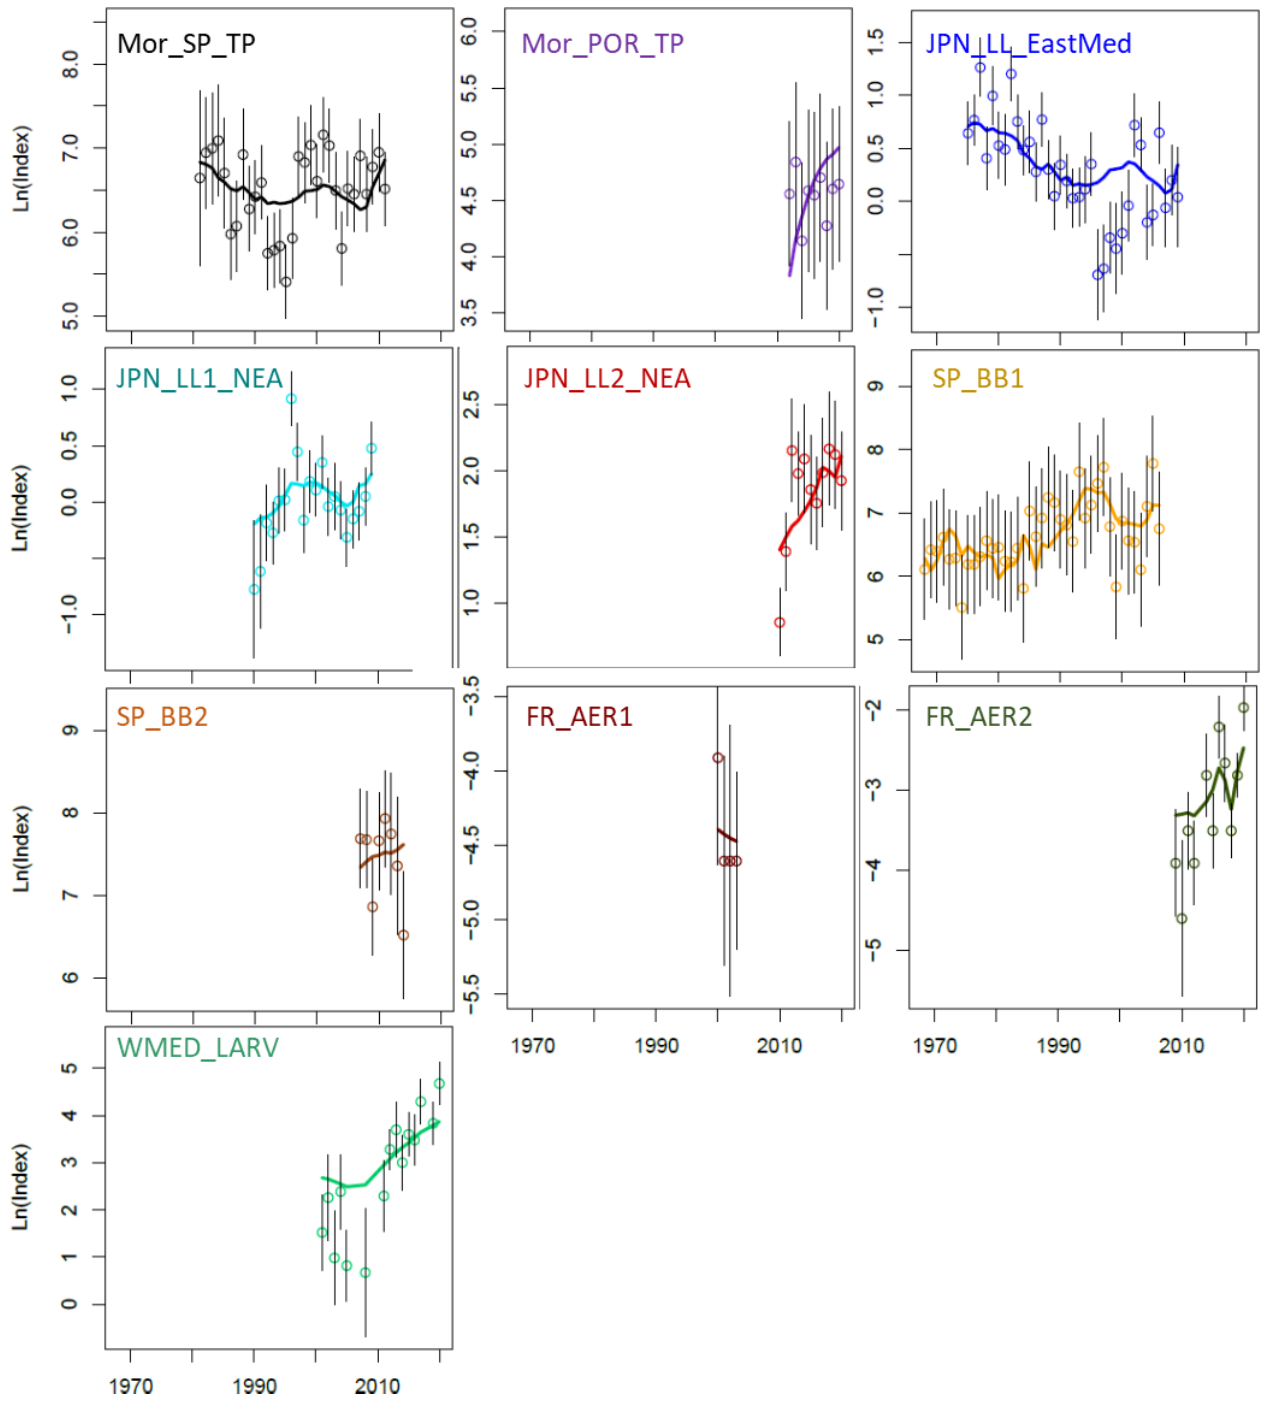 Mor_SP_TP
Ln(Index)
8.0
7.0
6.0
5.0
Mor_POR_TP
6.0
5.5
5.0
4.5
4.0
3.5
JPN_LL_EastMed
1.5
1.0
0.5
0.0
−1.0
JPN_LL1_NEA
Ln(Index)
1.0
0.5
0.0
−1.0
JPN_LL2_NEA
2.5
2.0
1.5
1.0
SP_BB1
9
8
7
6
5
SP_BB2
Ln(Index)
9
8
7
6
FR_AER1
−3.5
−4.0
−4.5
−5.0
−5.5
1970 1990 2010
FR_AER2
−2
−3
−4
−5
1970 1990 2010
WMED_LARV
Ln(Index)
5
4
3
2
1
0
1970 1990 2010